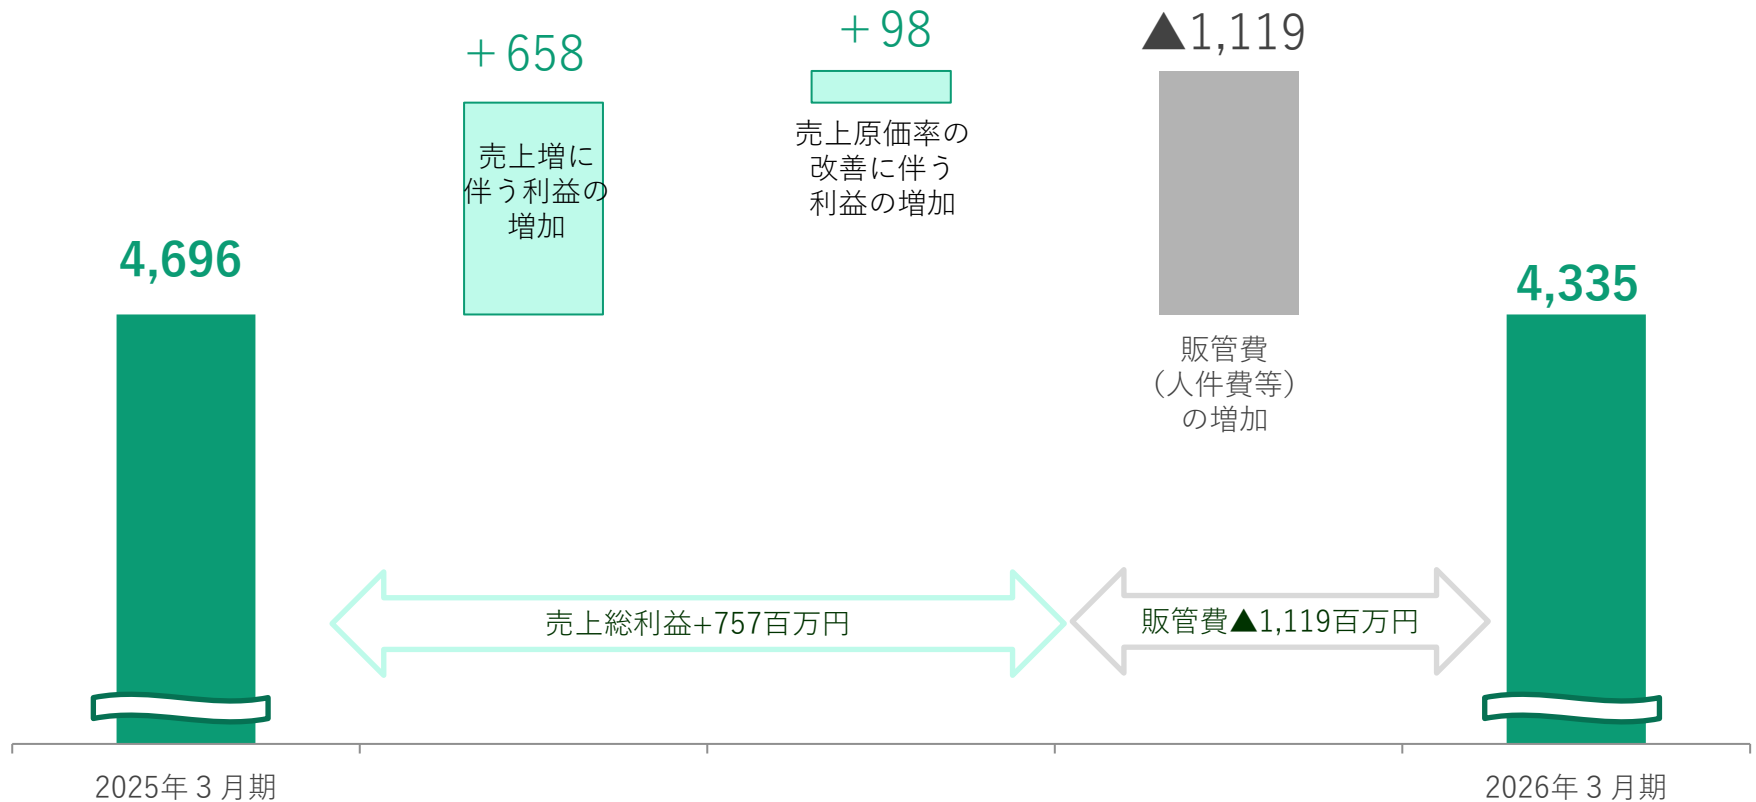 ＋658
＋98
▲1,119
売上増に
伴う利益の
増加
売上原価率の
改善に伴う
利益の増加
4,696
4,335
販管費
（人件費等）
の増加
売上総利益+757百万円
販管費▲1,119百万円
2025年３月期
2026年３月期